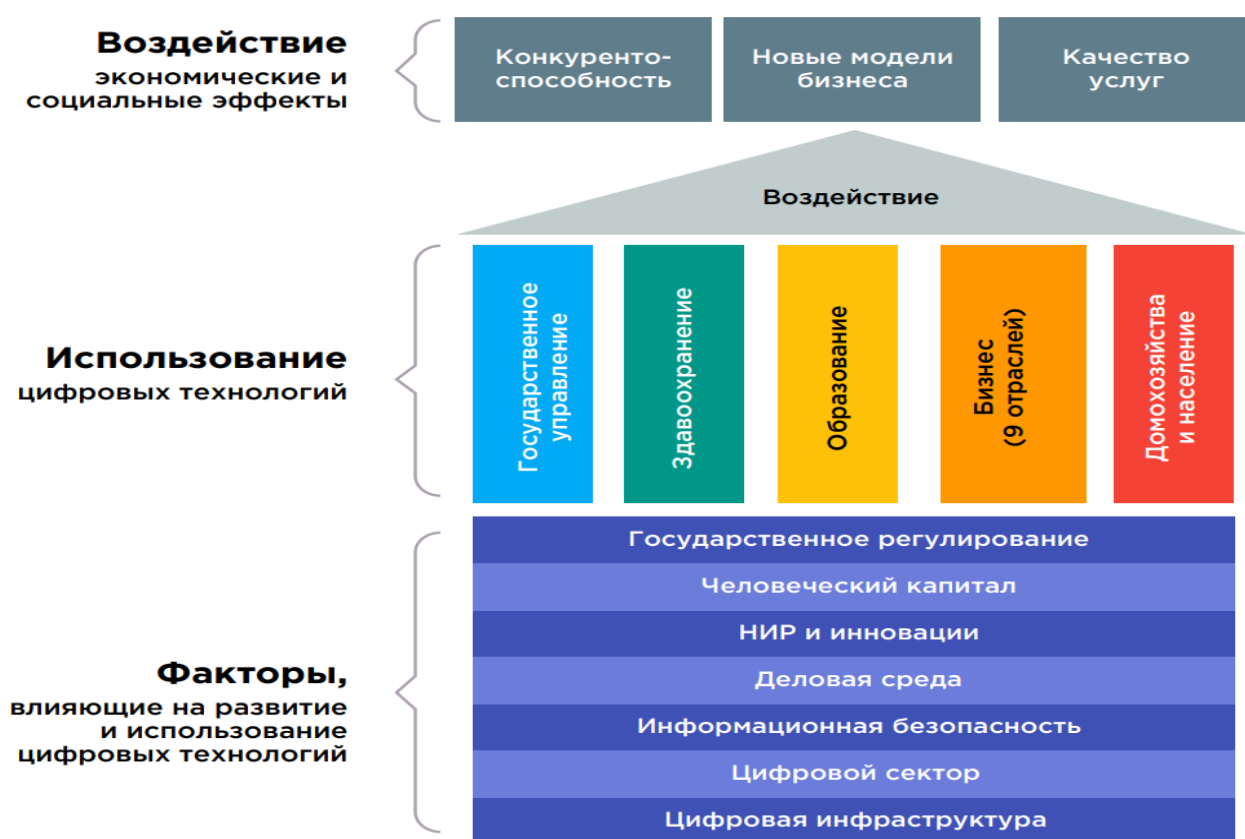 Воздействие
экономические и
социальные эффекты
Конкуренто-
способность
Новые модели
бизнеса
Качество
услуг
Воздействие
Использование
цифровых технологий
Государственное
управление
Здавоохранение
Образование
Бизнес
(9 отраслей)
Домохозяйства
и население
Факторы,
влияющие на развитие
и использование
цифровых технологий
Государственное регулирование
Человеческий капитал
НИР и инновации
Деловая среда
Информационная безопасность
Цифровой сектор
Цифровая инфраструктура